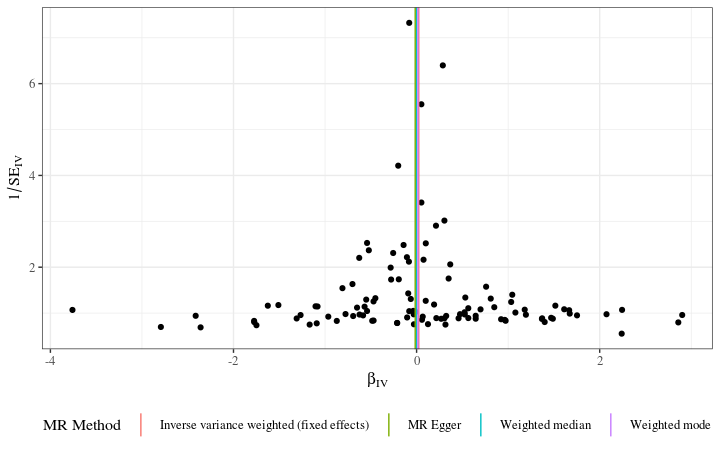 6
4
2
1/SE_IV
-4
-2
0
2
β_IV
MR Method Inverse variance weighted (fixed effects) MR Egger Weighted median Weighted mode